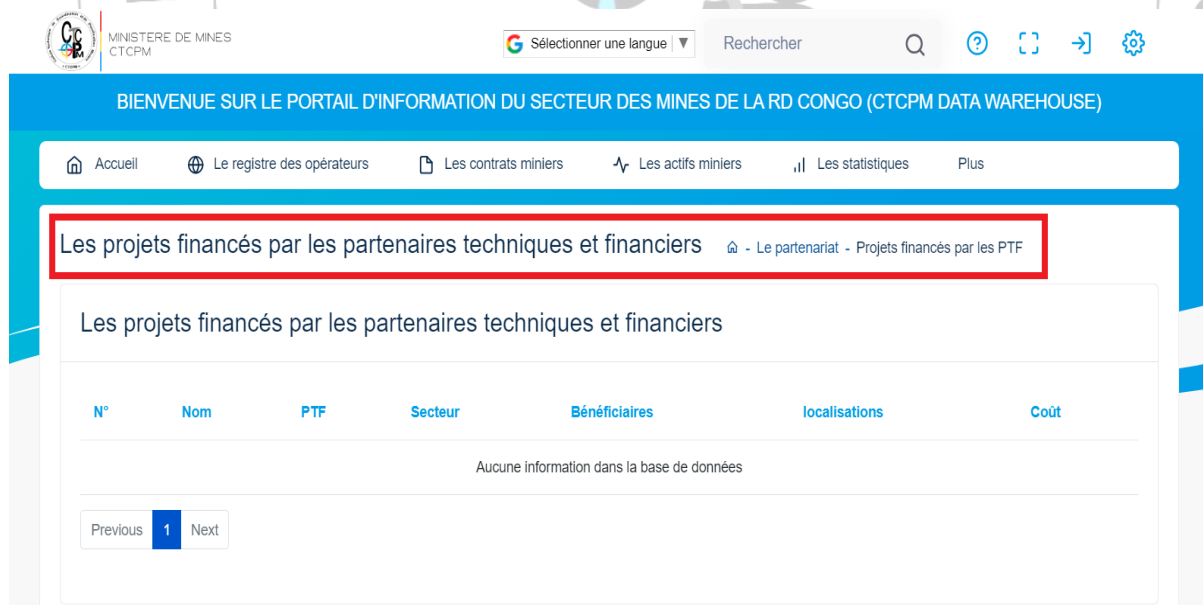 MINISTERE DE MINES
CTCPM
Sélectionner une langue ▼
Rechercher
BIENVENUE SUR LE PORTAIL D'INFORMATION DU SECTEUR DES MINES DE LA RD CONGO (CTCPM DATA WAREHOUSE)
Accueil Le registre des opérateurs Les contrats miniers Les actifs miniers Les statistiques Plus
Les projets financés par les partenaires techniques et financiers - Le partenariat - Projets financés par les PTF
Les projets financés par les partenaires techniques et financiers
N° Nom PTF Secteur Bénéficiaires localisations Coût
Aucune information dans la base de données
Previous 1 Next